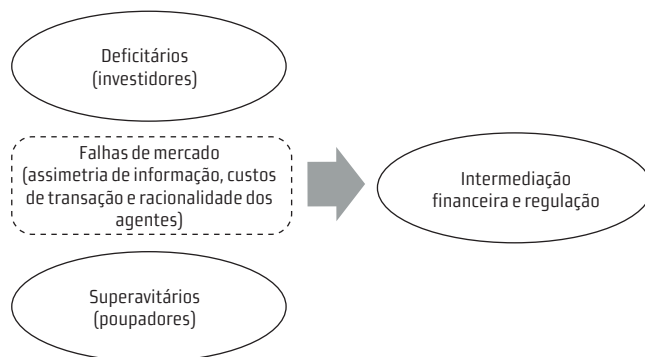 Deficitários
(investidores)
Falhas de mercado
(assimetria de informação, custos
de transação e racionalidade dos
agentes)
Intermediação
financeira e regulação
Superavitários
(poupadores)